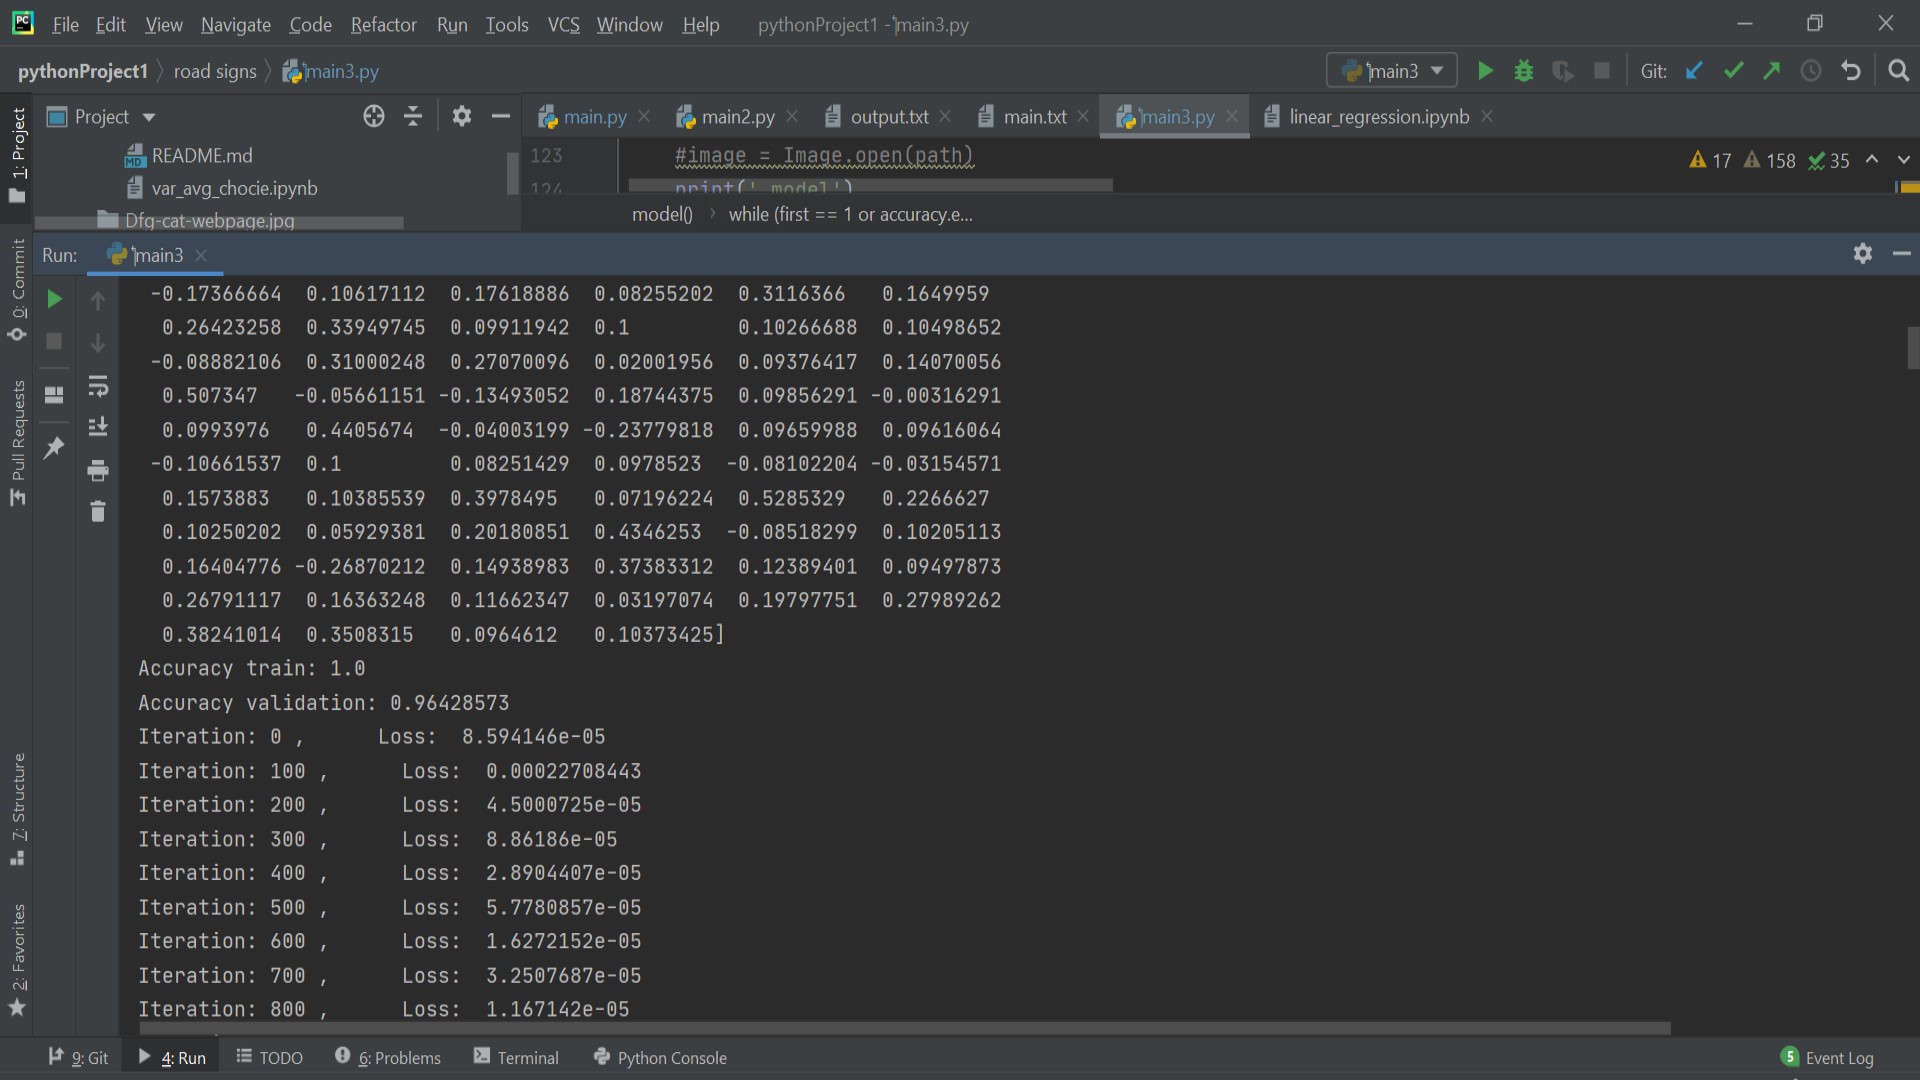 File Edit View Navigate Code Refactor Run Tools VCS Window Help pythonProject1 - 'main3.py
pythonProject1 road signs 'main3.py 'main3 Git:
Project main.py main2.py output.txt main.txt 'main3.py linear_regression.ipynb
README.md
var_avg_chocie.ipynb
Dfg-cat-webpage.jpg
123 #image = Image.open(path)
124 print(' model')
17 158 35
model() while (first == 1 or accuracy.e...
Run: 'main3
-0.17366664 0.10617112 0.17618886 0.08255202 0.3116366 0.1649959
0.26423258 0.33949745 0.09911942 0.1 0.10266688 0.10498652
-0.08882106 0.31000248 0.27070096 0.02001956 0.09376417 0.14070056
0.507347 -0.05661151 -0.13493052 0.18744375 0.09856291 -0.00316291
0.0993976 0.4405674 -0.04003199 -0.23779818 0.09659988 0.09616064
-0.10661537 0.1 0.08251429 0.0978523 -0.08102204 -0.03154571
0.1573883 0.10385539 0.3978495 0.07196224 0.5285329 0.2266627
0.10250202 0.05929381 0.20180851 0.4346253 -0.08518299 0.10205113
0.16404776 -0.26870212 0.14938983 0.37383312 0.12389401 0.09497873
0.26791117 0.16363248 0.11662347 0.03197074 0.19797751 0.27989262
0.38241014 0.3508315 0.0964612 0.10373425]
Accuracy train: 1.0
Accuracy validation: 0.96428573
Iteration: 0 , Loss: 8.594146e-05
Iteration: 100 , Loss: 0.00022708443
Iteration: 200 , Loss: 4.5000725e-05
Iteration: 300 , Loss: 8.86186e-05
Iteration: 400 , Loss: 2.8904407e-05
Iteration: 500 , Loss: 5.7780857e-05
Iteration: 600 , Loss: 1.6272152e-05
Iteration: 700 , Loss: 3.2507687e-05
Iteration: 800 , Loss: 1.167142e-05
1: Project
0: Commit
Pull Requests
7: Structure
2: Favorites
9: Git 4: Run TODO 6: Problems Terminal Python Console 5 Event Log